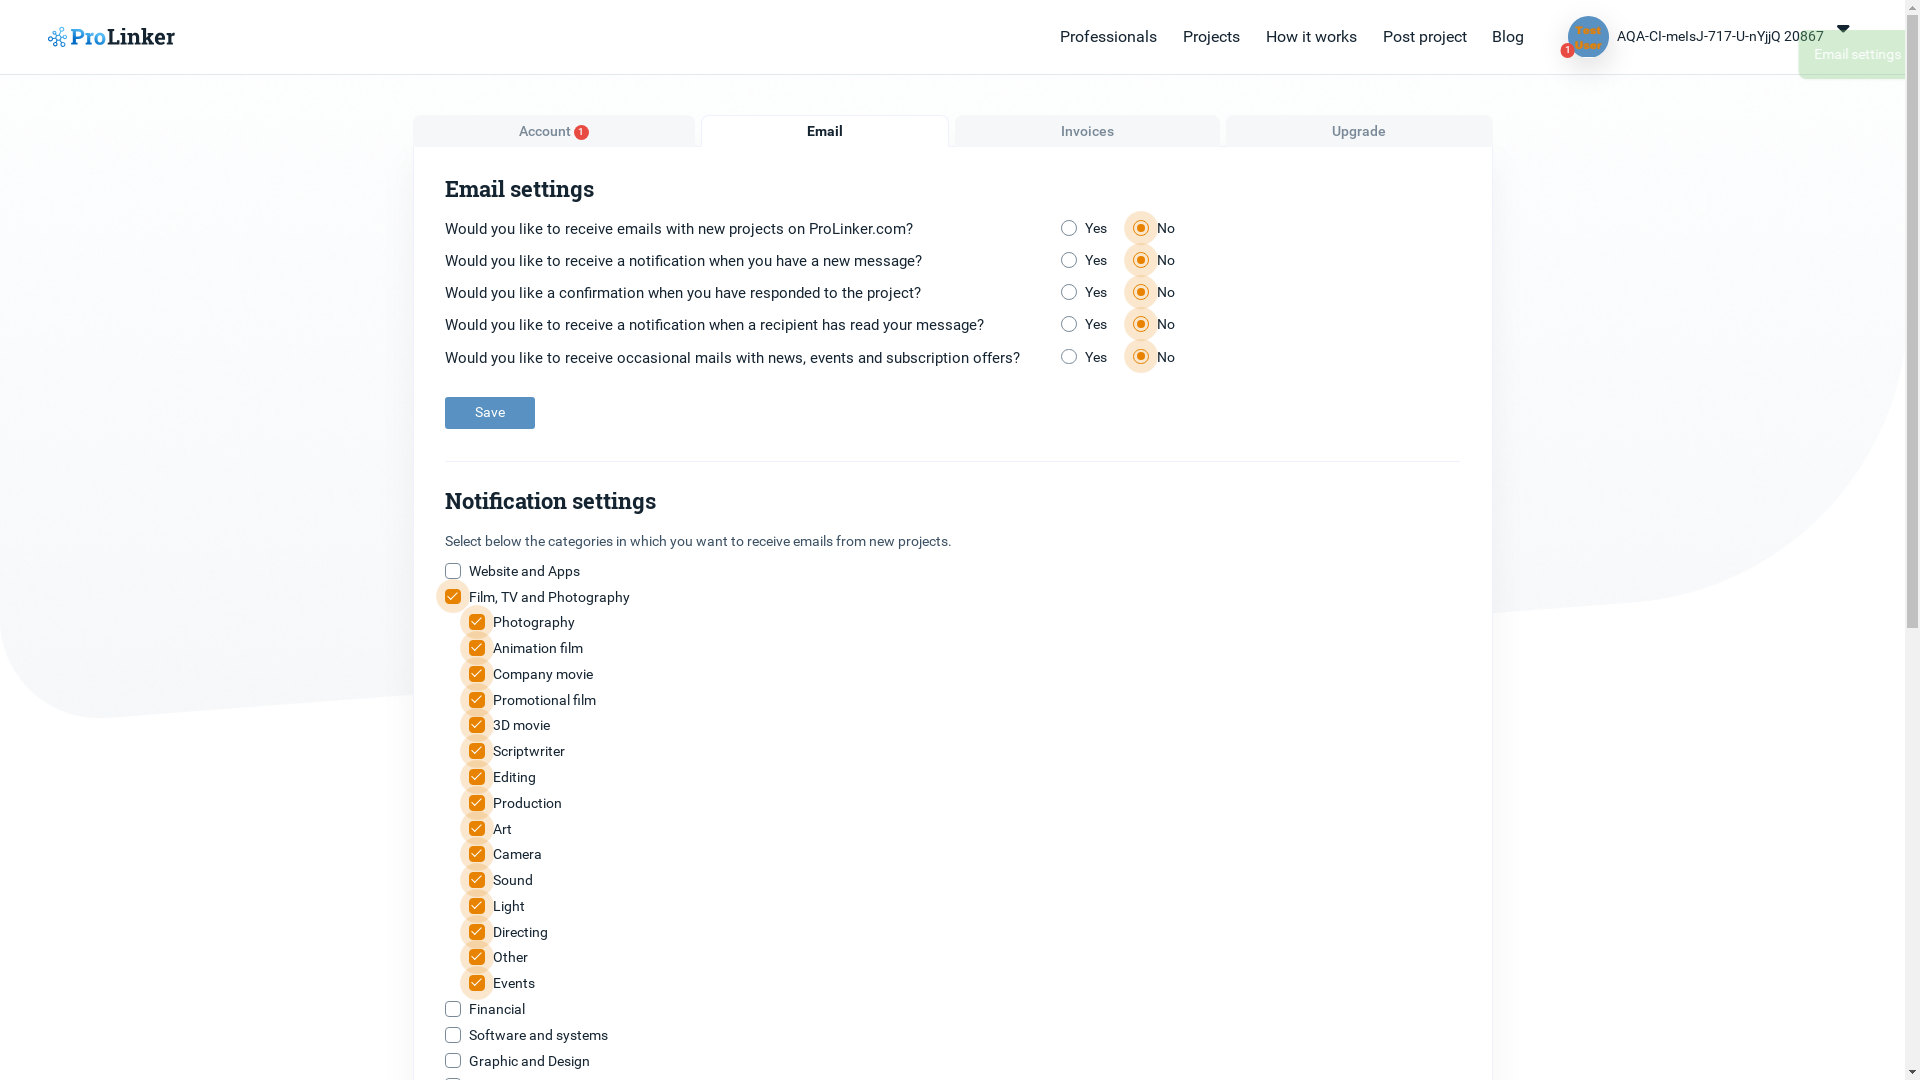 ProLinker
Professionals
Projects
How it works
Post project
Blog
Test
User
1
AQA-CI-meIsJ-717-U-nYjjQ 20867
Email settings
Account 1
Email
Invoices
Upgrade
Email settings
Would you like to receive emails with new projects on ProLinker.com? Yes No
Would you like to receive a notification when you have a new message? Yes No
Would you like a confirmation when you have responded to the project? Yes No
Would you like to receive a notification when a recipient has read your message? Yes No
Would you like to receive occasional mails with news, events and subscription offers? Yes No
Save
Notification settings
Select below the categories in which you want to receive emails from new projects.
Website and Apps
Film, TV and Photography
Photography
Animation film
Company movie
Promotional film
3D movie
Scriptwriter
Editing
Production
Art
Camera
Sound
Light
Directing
Other
Events
Financial
Software and systems
Graphic and Design